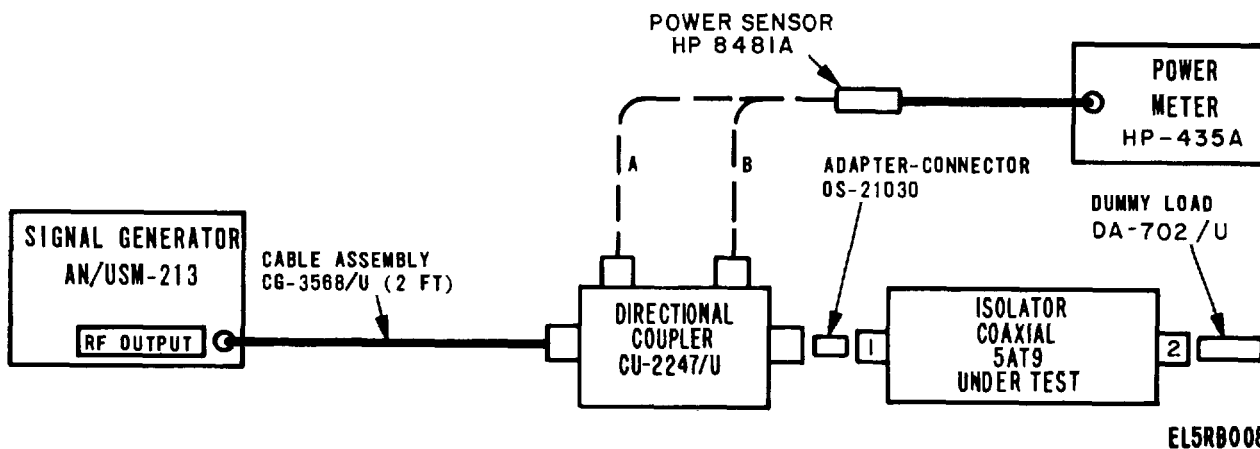 POWER SENSOR
HP 8481A
POWER
METER
HP-435A
A
B
ADAPTER-CONNECTOR
OS-21030
DUMMY LOAD
DA-702/U
SIGNAL GENERATOR
AN/USM-213
RF OUTPUT
CABLE ASSEMBLY
CG-3568/U (2 FT)
DIRECTIONAL
COUPLER
CU-2247/U
1
ISOLATOR
COAXIAL
5AT9
UNDER TEST
2
EL5RB008